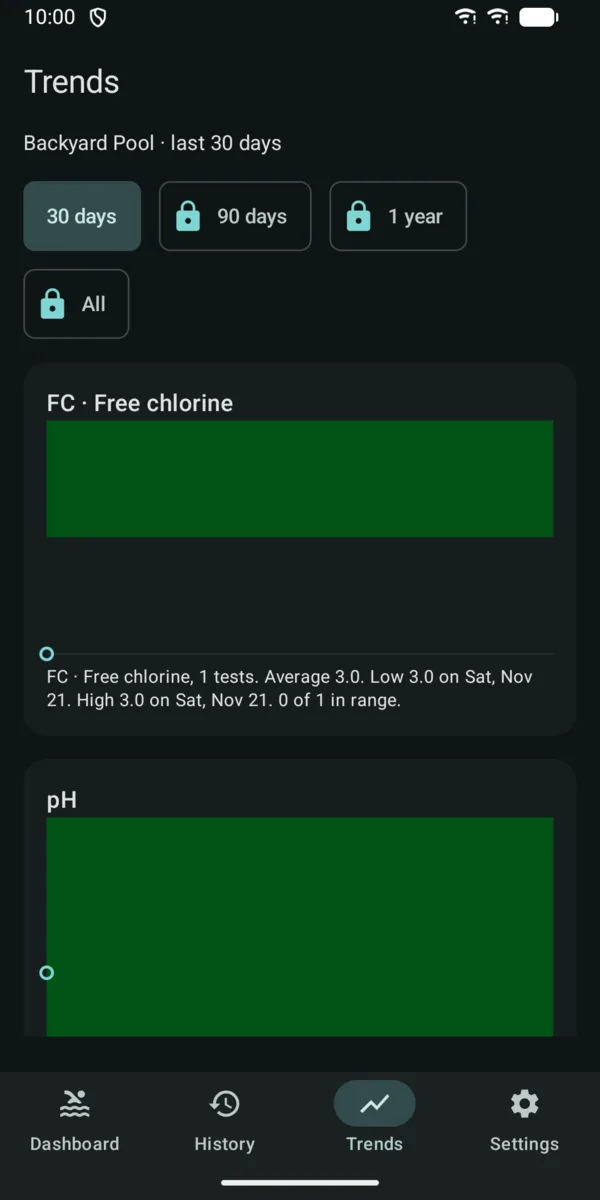 10:00
Trends
Backyard Pool · last 30 days
30 days
90 days
1 year
All
FC · Free chlorine
FC · Free chlorine, 1 tests. Average 3.0. Low 3.0 on Sat, Nov
21. High 3.0 on Sat, Nov 21. 0 of 1 in range.
pH
Dashboard
History
Trends
Settings